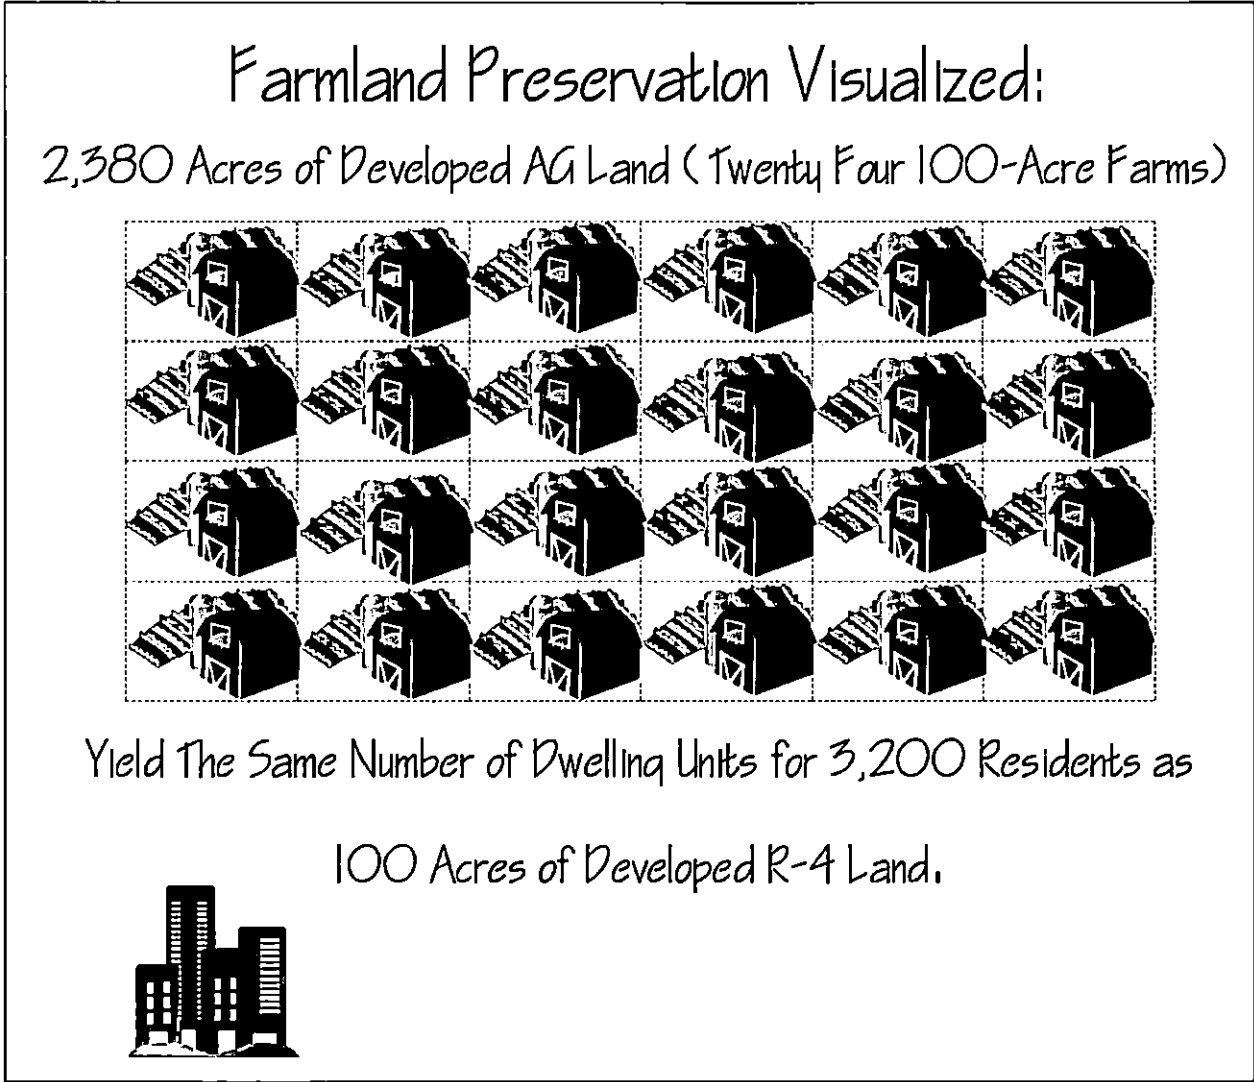 Farmland Preservation Visualized:
2,380 Acres of Developed AG Land (Twenty Four 100-Acre Farms)
Yield The Same Number of Dwelling Units for 3,200 Residents as
100 Acres of Developed R-4 Land.